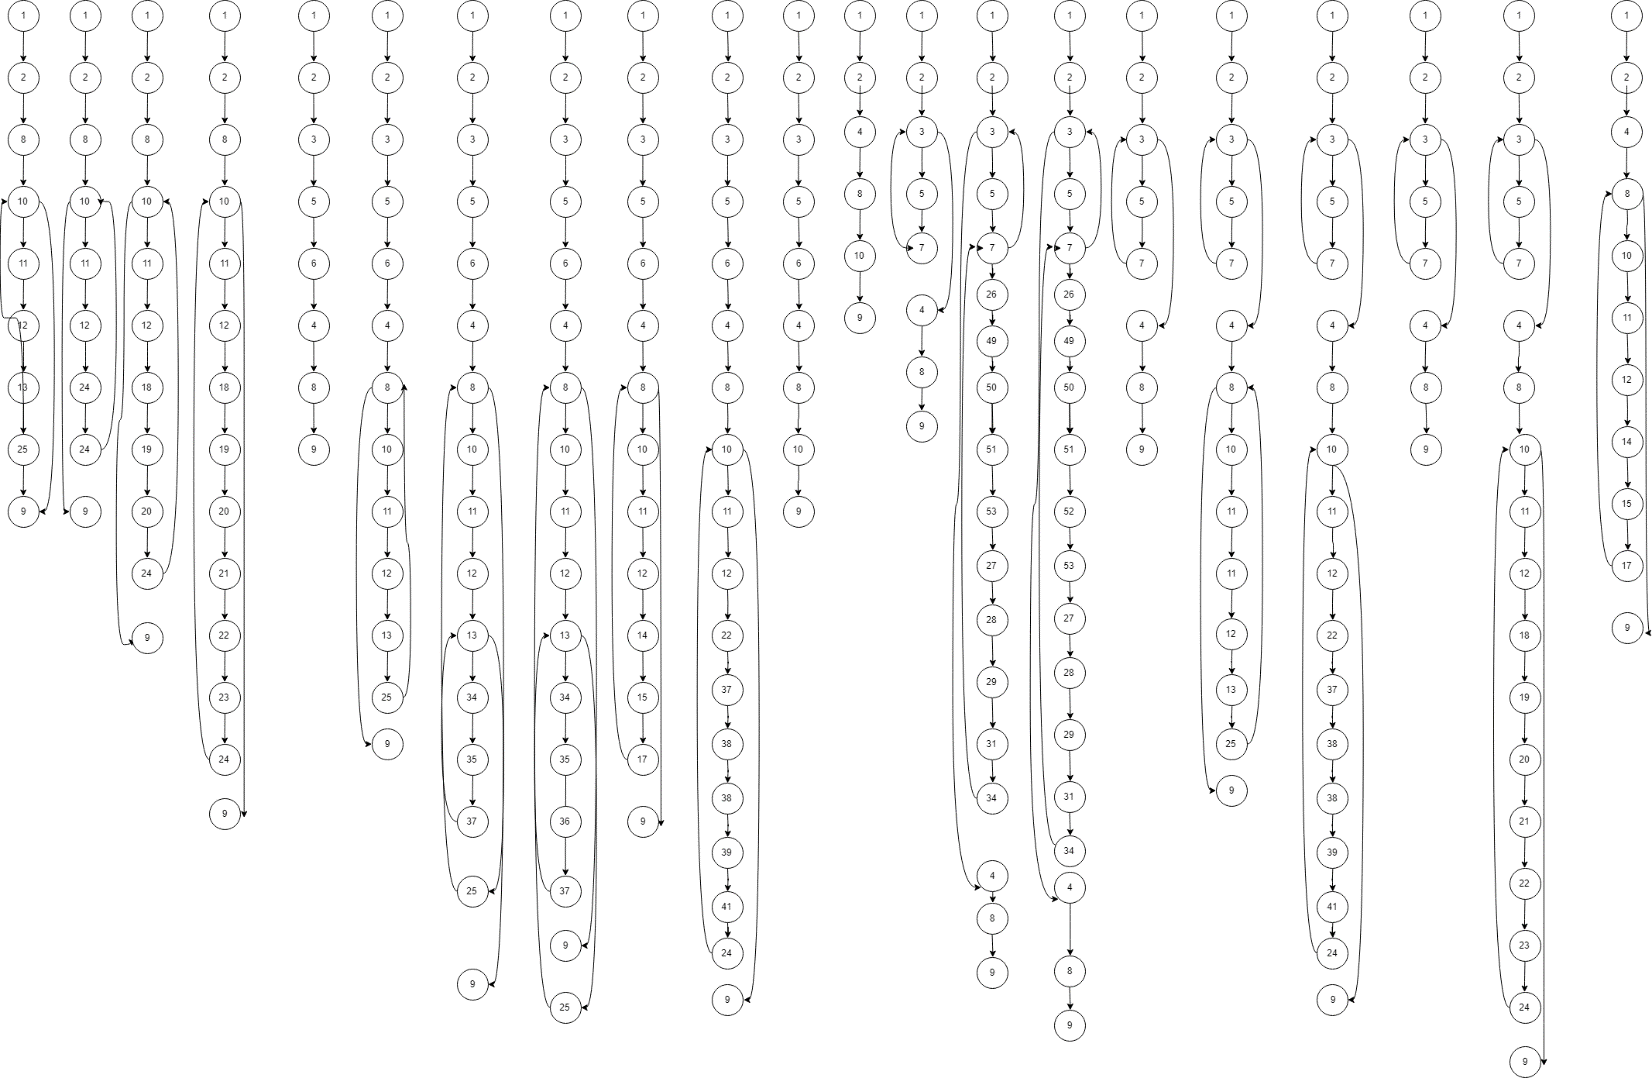 1 2 8 10 11 12 13 25 9
1 2 8 10 11 12 24 24 9
1 2 8 10 11 12 18 19 20 24 9
1 2 8 10 11 12 18 19 20 21 22 23 24 9
1 2 3 5 6 4 8 9
1 2 3 5 6 4 8 10 11 12 13 25 9
1 2 3 5 6 4 8 10 11 12 13 34 35 37 25 9
1 2 3 5 6 4 8 10 11 12 13 34 35 36 37 9 25
1 2 3 5 6 4 8 10 11 12 14 15 17 9
1 2 3 5 6 4 8 10 11 12 22 37 38 38 39 41 24 9
1 2 3 5 6 4 8 10 9
1 2 4 8 10 9
1 2 3 5 7 4 8 9
1 2 3 5 7 26 49 50 51 53 27 28 29 31 34 4 8 9
1 2 3 5 7 26 49 50 51 52 53 27 28 29 31 34 4 8 9
1 2 3 5 7 4 8 9
1 2 3 5 7 4 8 10 11 11 12 13 25 9
1 2 3 5 7 4 8 10 11 12 22 37 38 38 39 41 24 9
1 2 3 5 7 4 8 9
1 2 3 5 7 4 8 10 11 12 18 19 20 21 22 23 24 9
1 2 4 8 10 11 12 14 15 17 9